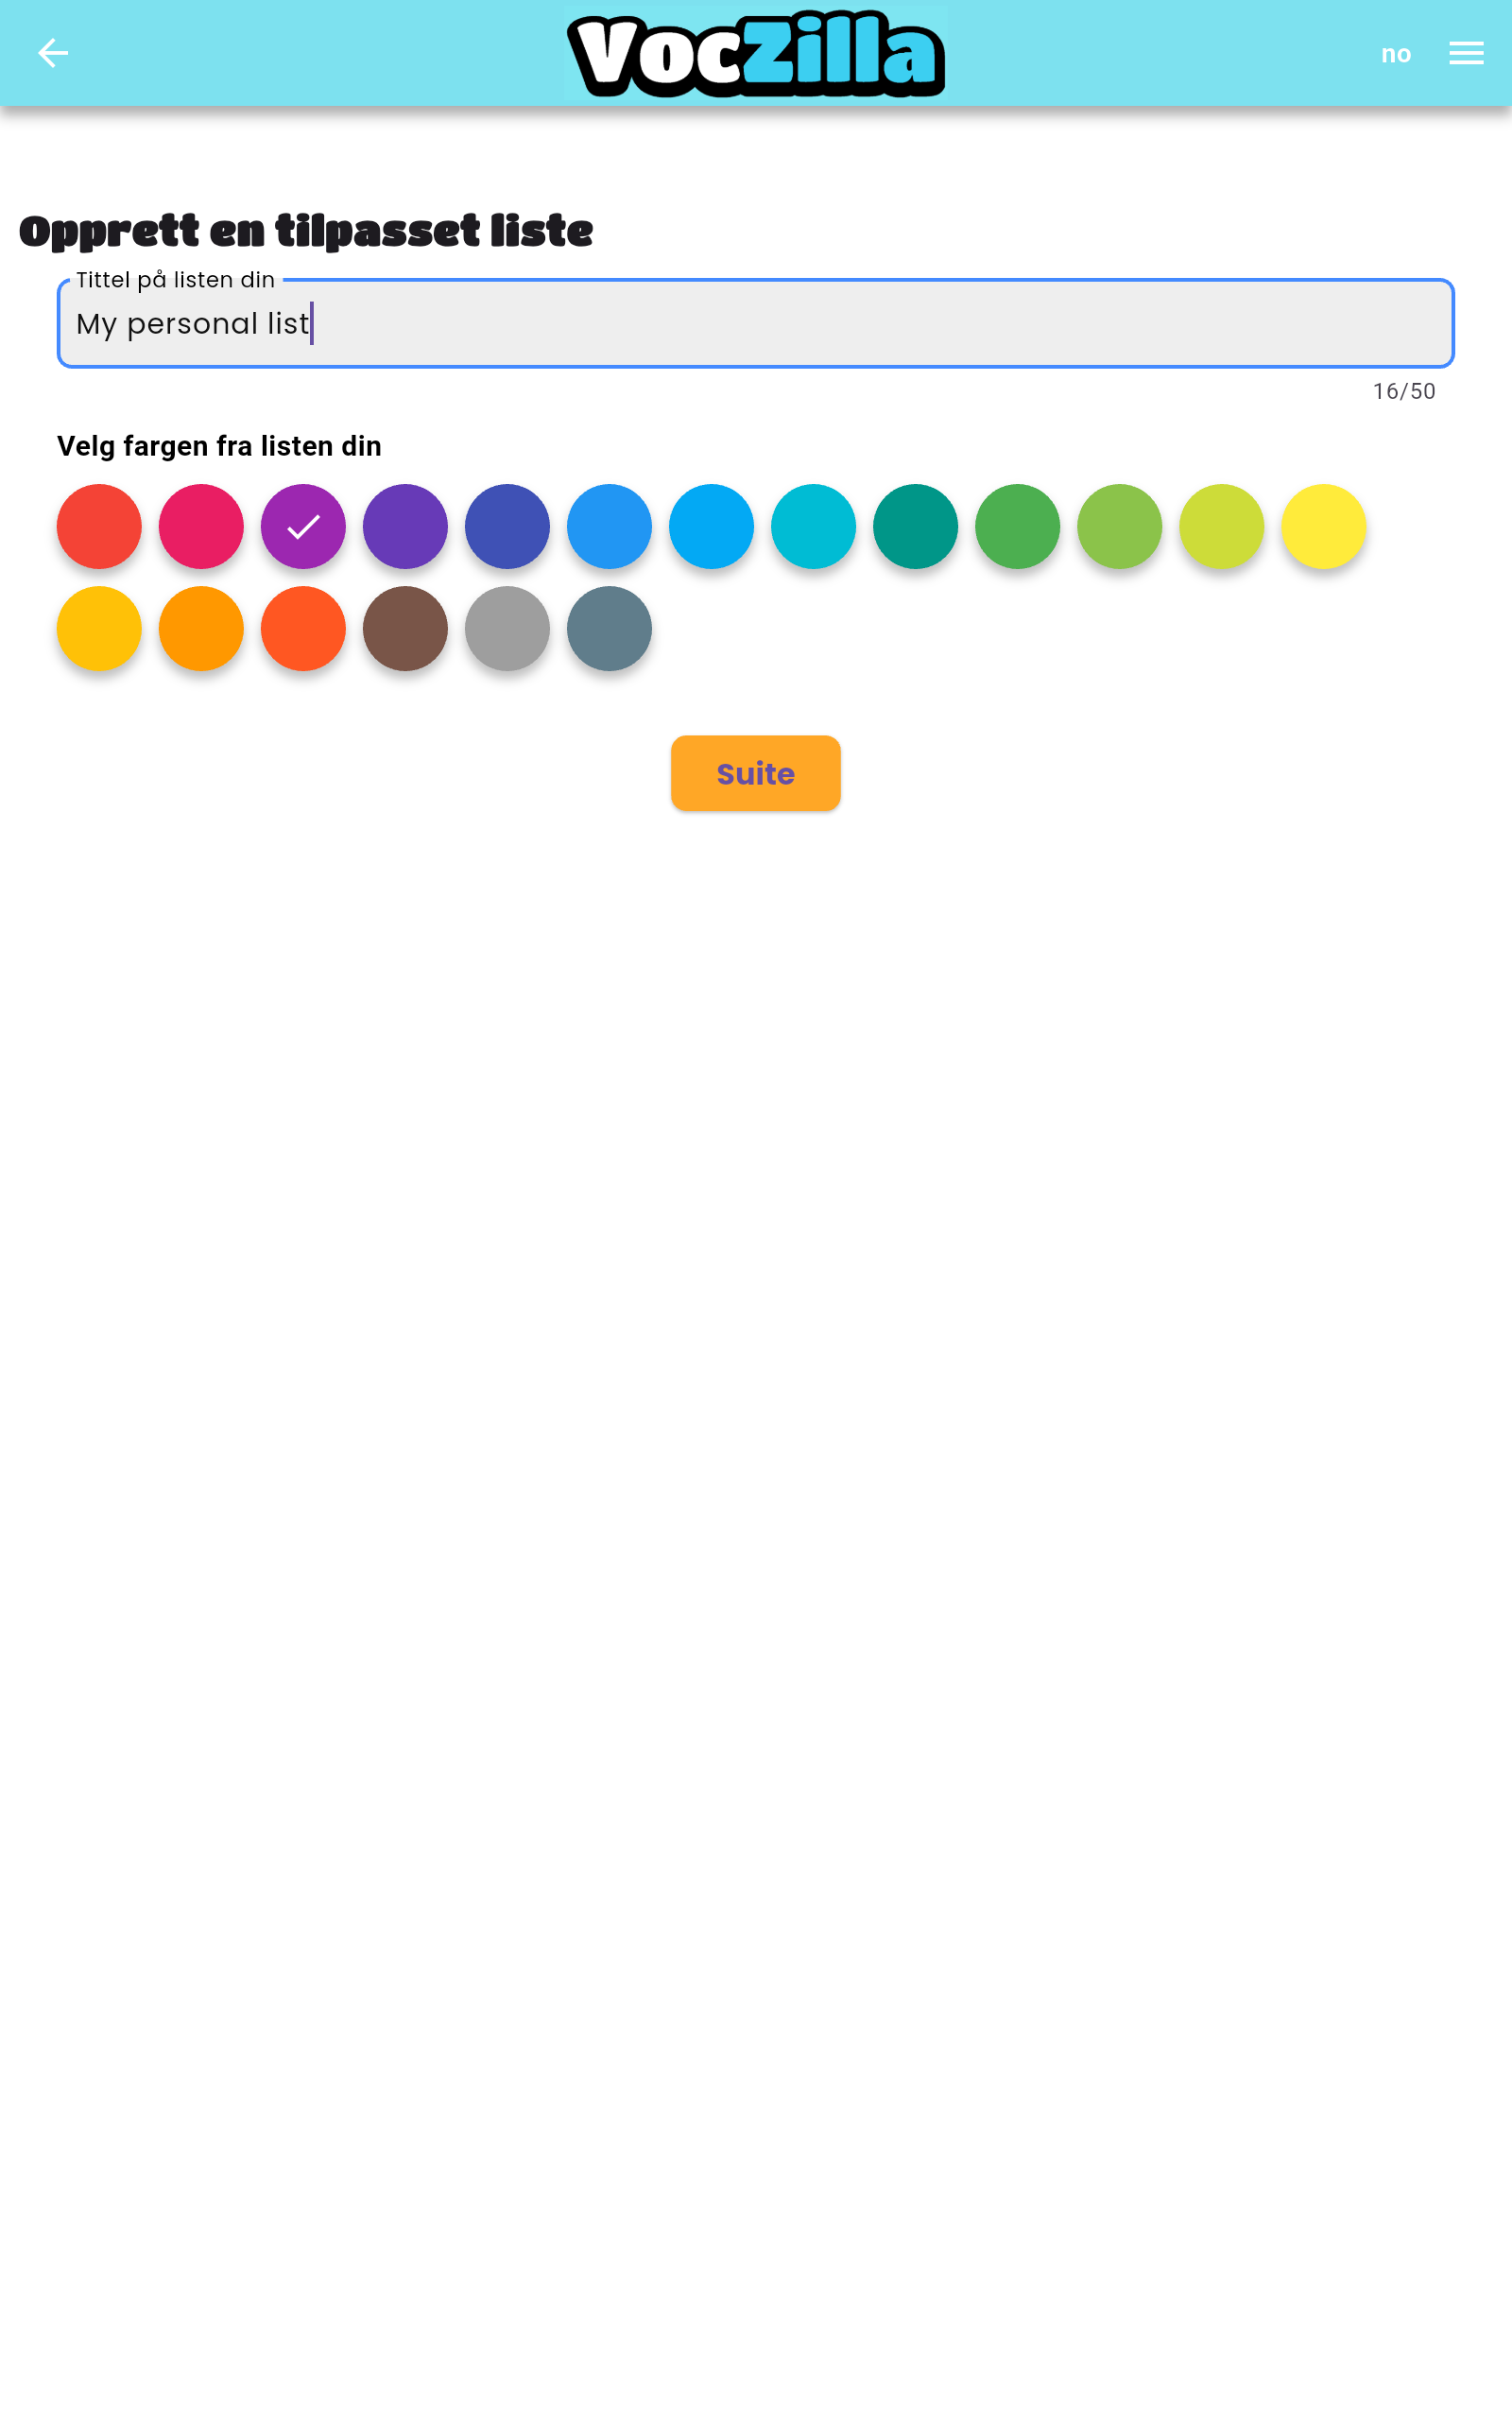 VocZilla
no
Opprett en tilpasset liste
Tittel på listen din
My personal list
16/50
Velg fargen fra listen din
Suite